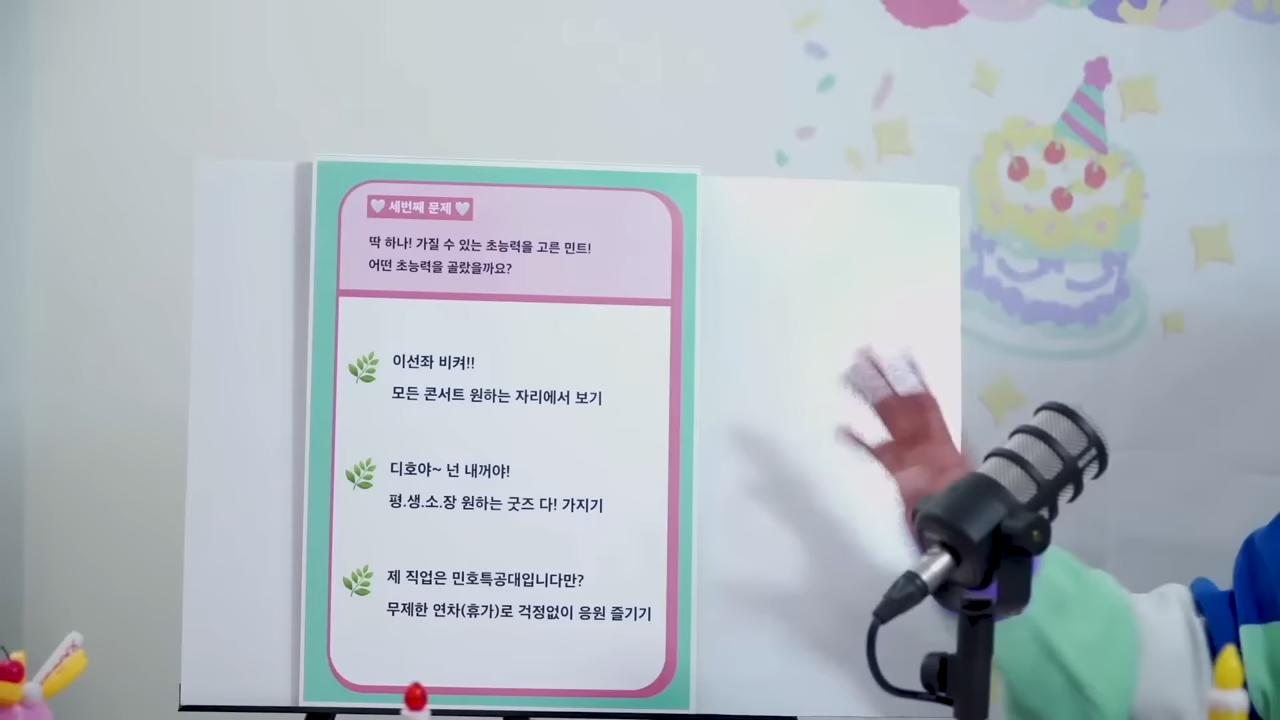 🤍 세번째 문제 🤍
딱 하나! 가질 수 있는 초능력을 고른 민트!
어떤 초능력을 골랐을까요?
이선좌 비켜!!
모든 콘서트 원하는 자리에서 보기
디호야~ 넌 내꺼야!
평.생.소.장 원하는 굿즈 다! 가지기
제 직업은 민호특공대입니다만?
무제한 연차(휴가)로 걱정없이 응원 즐기기